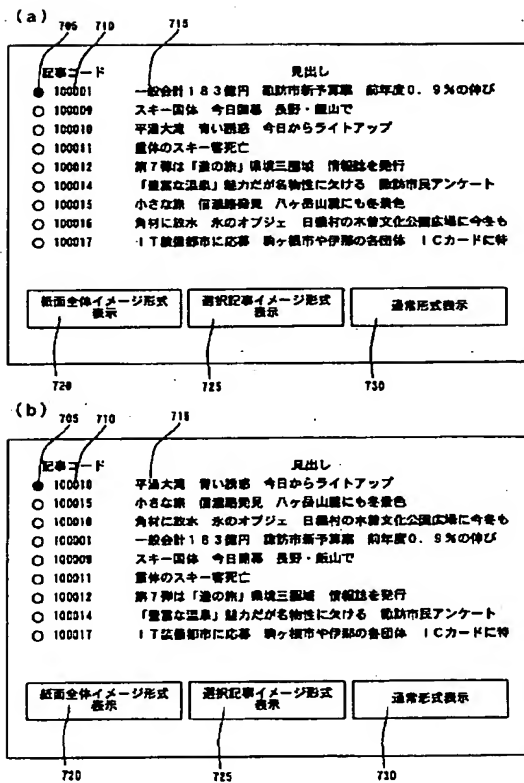 (a)
705 710 715
記事コード 見出し
● 100001 一般会計183億円 諏訪市新予算案 前年度0.9%の伸び
○ 100009 スキー国体 今日開幕 長野・飯山で
○ 100010 平湯大滝 青い誘惑 今日からライトアップ
○ 100011 重体のスキー客死亡
○ 100012 第7弾は「道の旅」県境三圏域 情報誌を発行
○ 100014 「豊富な温泉」魅力だが名物性に欠ける 諏訪市民アンケート
○ 100015 小さな旅 信濃路発見 八ヶ岳山麓にも冬景色
○ 100016 角材に放水 氷のオブジェ 日義村の木曽文化公園広場に今冬も
○ 100017 IT装備都市に応募 駒ヶ根市や伊那の各団体 ICカードに特
紙面全体イメージ形式 選択記事イメージ形式 通常形式表示
表示 表示
720 725 730
(b)
705 710 715
記事コード 見出し
● 100010 平湯大滝 青い誘惑 今日からライトアップ
○ 100015 小さな旅 信濃路発見 八ヶ岳山麓にも冬景色
○ 100016 角材に放水 氷のオブジェ 日義村の木曽文化公園広場に今冬も
○ 100001 一般会計183億円 諏訪市新予算案 前年度0.9%の伸び
○ 100009 スキー国体 今日開幕 長野・飯山で
○ 100011 重体のスキー客死亡
○ 100012 第7弾は「道の旅」県境三圏域 情報誌を発行
○ 100014 「豊富な温泉」魅力だが名物性に欠ける 諏訪市民アンケート
○ 100017 IT装備都市に応募 駒ヶ根市や伊那の各団体 ICカードに特
紙面全体イメージ形式 選択記事イメージ形式 通常形式表示
表示 表示
720 725 730